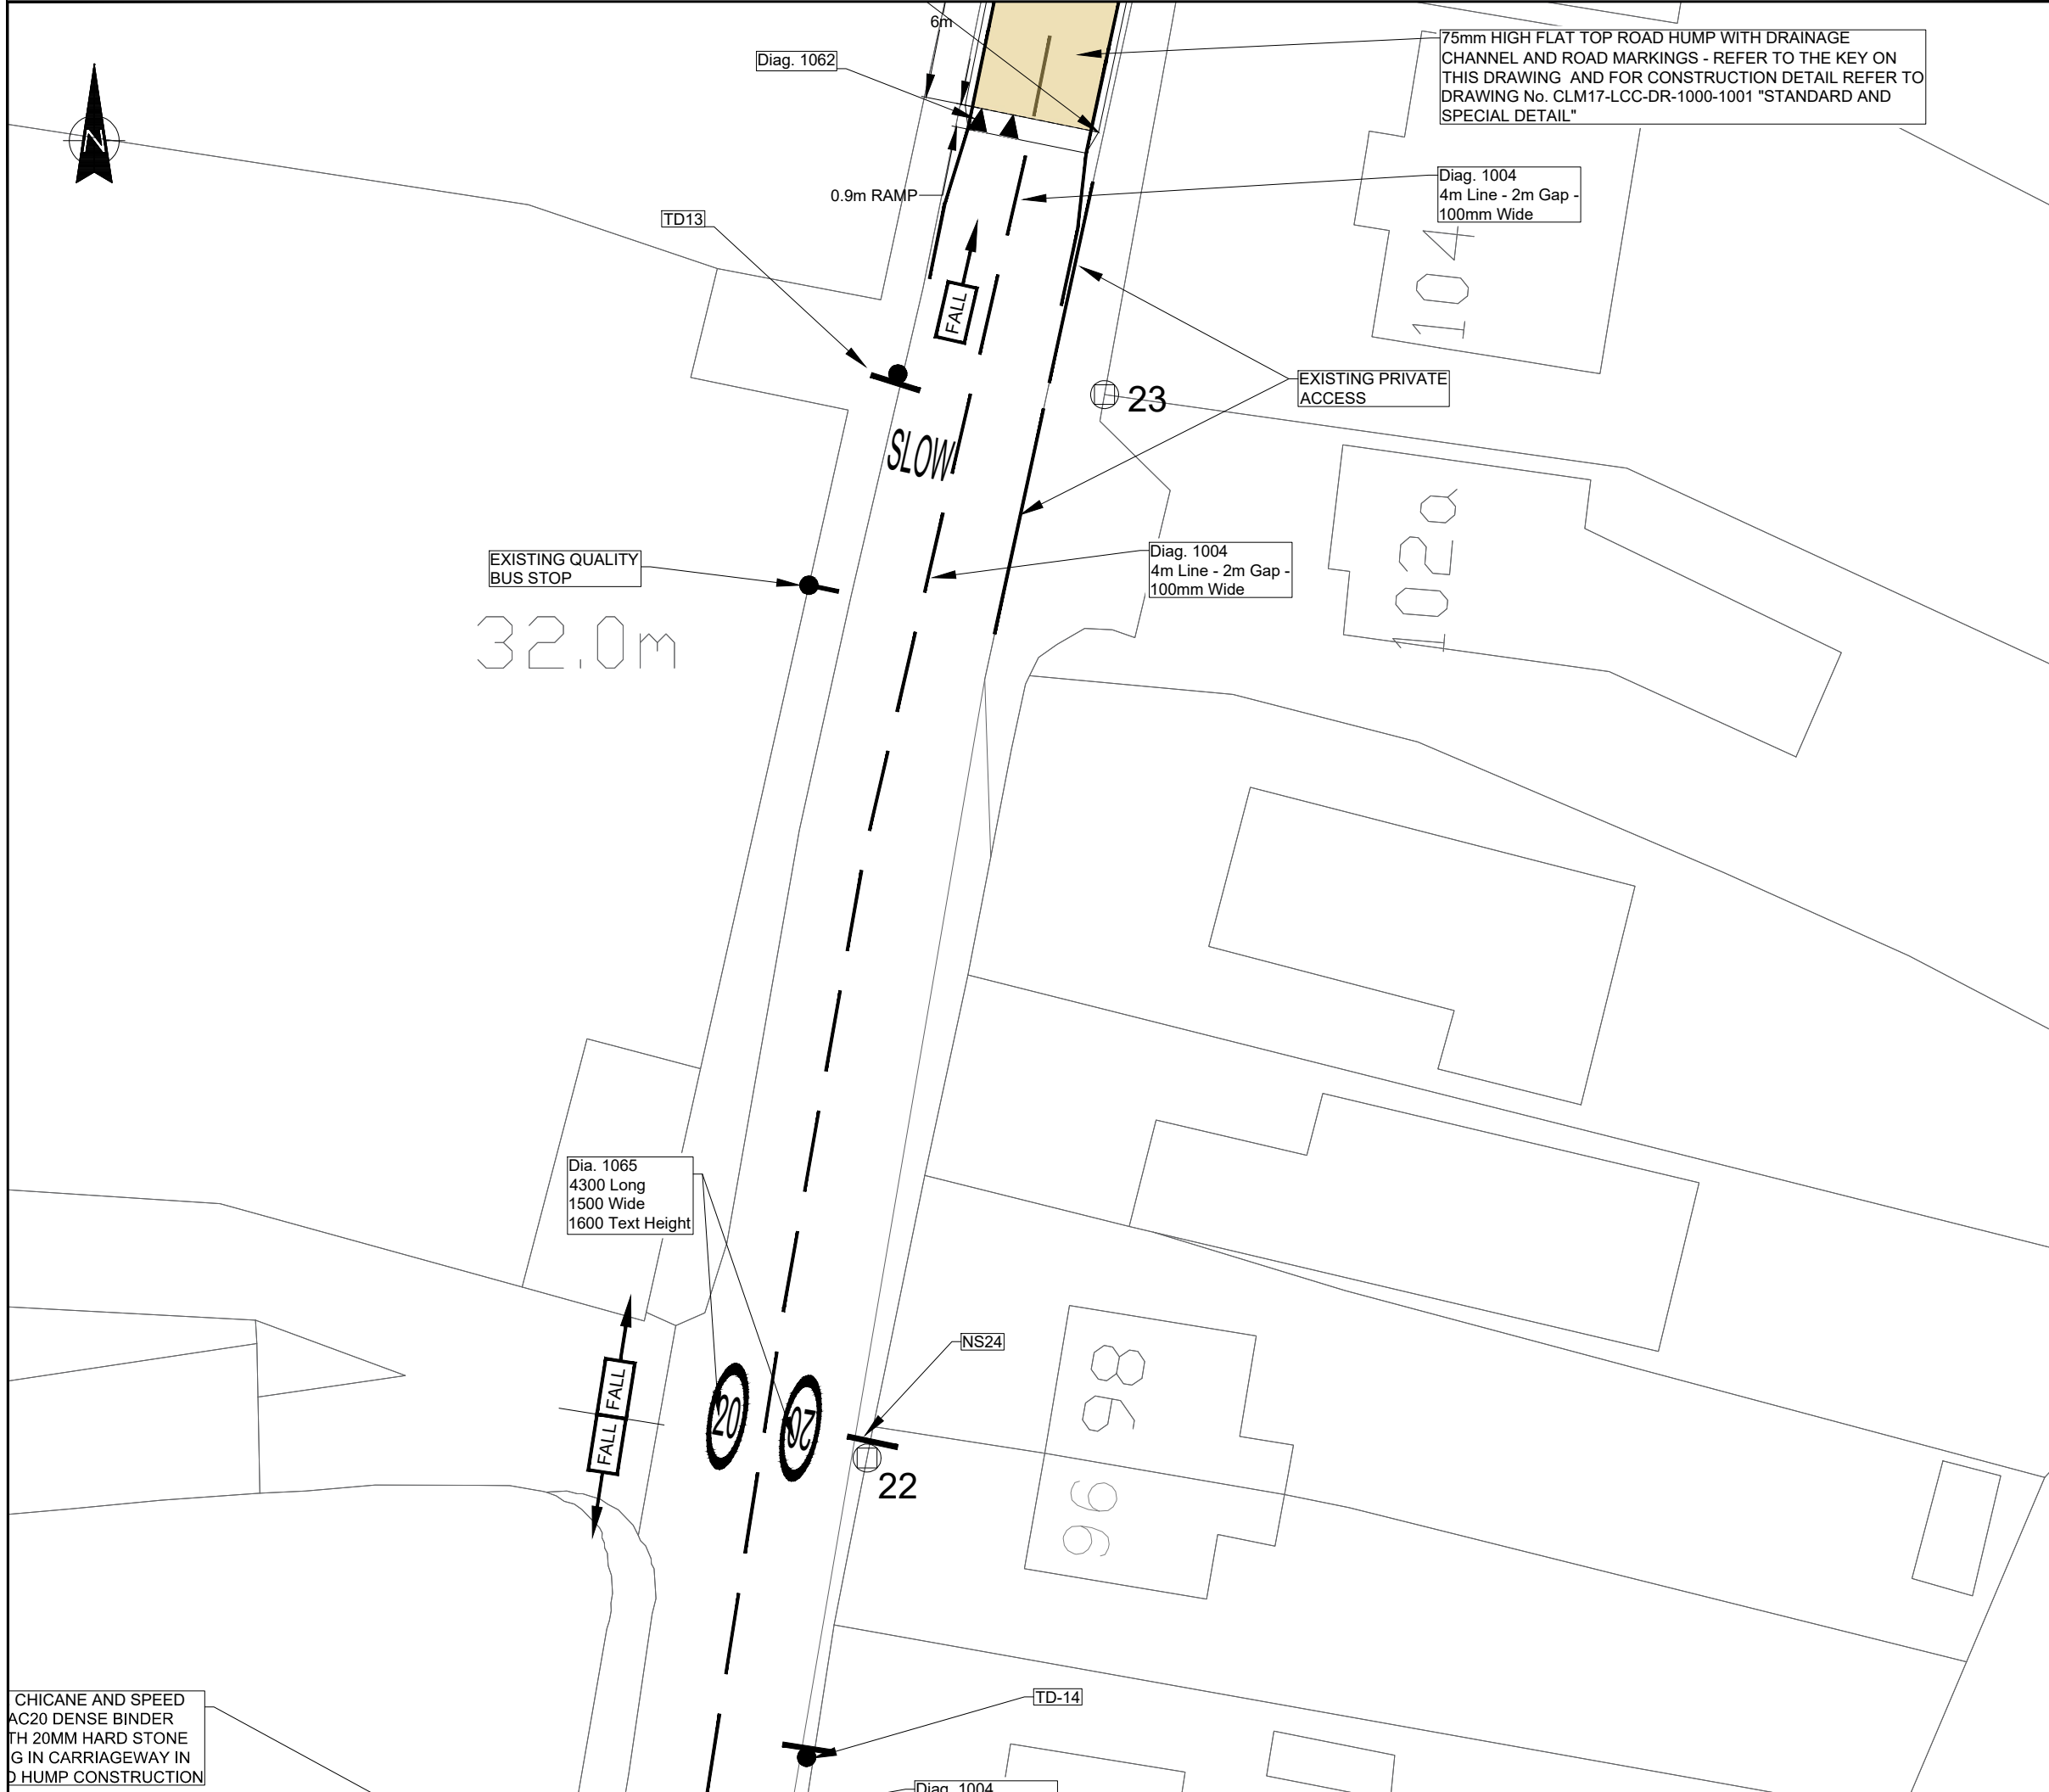 6m
Diag. 1062
75mm HIGH FLAT TOP ROAD HUMP WITH DRAINAGE
CHANNEL AND ROAD MARKINGS - REFER TO THE KEY ON
THIS DRAWING AND FOR CONSTRUCTION DETAIL REFER TO
DRAWING No. CLM17-LCC-DR-1000-1001 "STANDARD AND
SPECIAL DETAIL"
N
0.9m RAMP
Diag. 1004
4m Line - 2m Gap -
100mm Wide
TD13
104
FALL
EXISTING PRIVATE
ACCESS
23
SLOW
102a
EXISTING QUALITY
BUS STOP
Diag. 1004
4m Line - 2m Gap -
100mm Wide
32.0m
Dia. 1065
4300 Long
1500 Wide
1600 Text Height
NS24
98
FALL
FALL
20
20
22
96
TD-14
CHICANE AND SPEED
AC20 DENSE BINDER
TH 20MM HARD STONE
G IN CARRIAGEWAY IN
D HUMP CONSTRUCTION
Diag. 1004